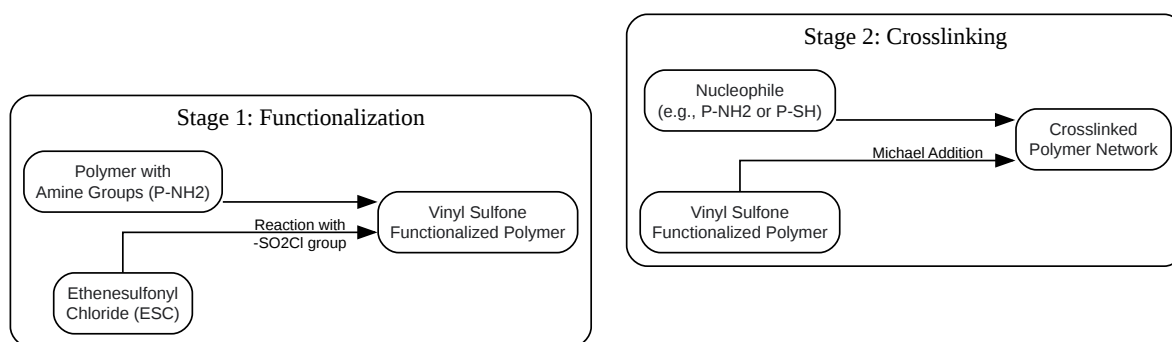 Stage 1: Functionalization
Polymer with
Amine Groups (P-NH2)
Reaction with
-SO2Cl group
Vinyl Sulfone
Functionalized Polymer
Ethenesulfonyl
Chloride (ESC)
Stage 2: Crosslinking
Nucleophile
(e.g., P-NH2 or P-SH)
Michael Addition
Crosslinked
Polymer Network
Vinyl Sulfone
Functionalized Polymer